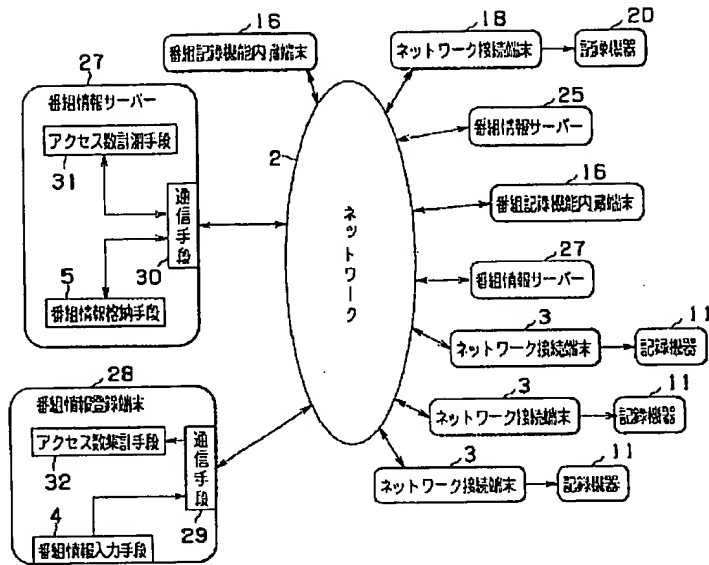 16
番組記録機能内蔵端末
18
ネットワーク接続端末
20
記録機器
27
番組情報サーバー
アクセス数計測手段
31
通信手段
30
5
番組情報格納手段
2
ネットワーク
25
番組情報サーバー
16
番組記録機能内蔵端末
27
番組情報サーバー
3
ネットワーク接続端末
11
記録機器
3
ネットワーク接続端末
11
記録機器
3
ネットワーク接続端末
11
記録機器
28
番組情報登録端末
アクセス数集計手段
32
通信手段
29
4
番組情報入力手段